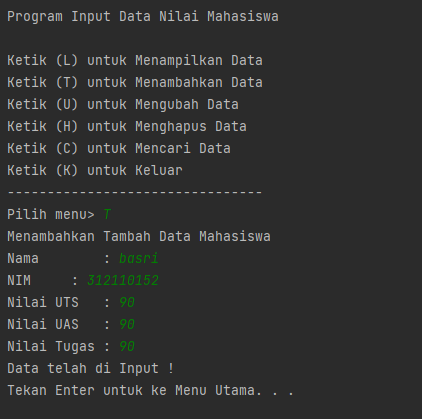 Program Input Data Nilai Mahasiswa
Ketik (L) untuk Menampilkan Data
Ketik (T) untuk Menambahkan Data
Ketik (U) untuk Mengubah Data
Ketik (H) untuk Menghapus Data
Ketik (C) untuk Mencari Data
Ketik (K) untuk Keluar
--------------------------------
Pilih menu> T
Menambahkan Tambah Data Mahasiswa
Nama        : basri
NIM     : 312110152
Nilai UTS   : 90
Nilai UAS   : 90
Nilai Tugas : 90
Data telah di Input !
Tekan Enter untuk ke Menu Utama. . .